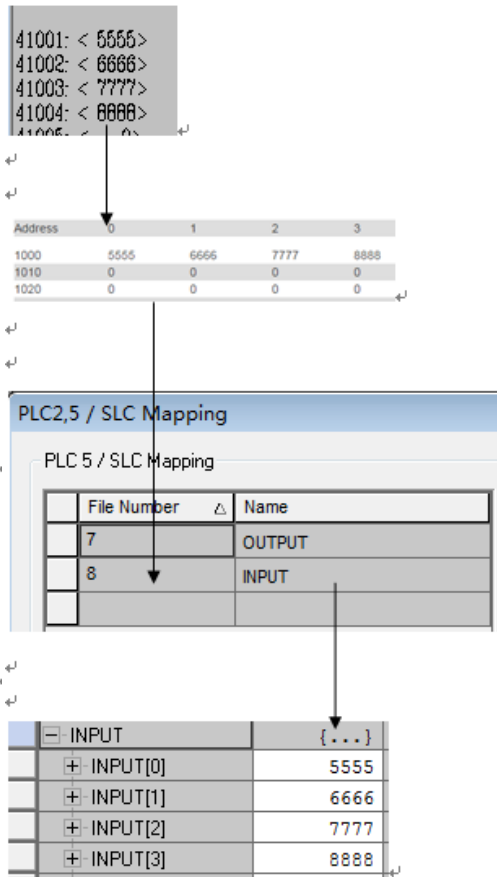 41001: < 5555>
41002: < 6666>
41003: < 7777>
41004: < 8888>
41005: < 0>
Address 0 1 2 3
1000 5555 6666 7777 8888
1010 0 0 0 0
1020 0 0 0 0
PLC2,5 / SLC Mapping
PLC 5 / SLC Mapping
File Number Name
7 OUTPUT
8 INPUT
INPUT {...}
INPUT[0] 5555
INPUT[1] 6666
INPUT[2] 7777
INPUT[3] 8888